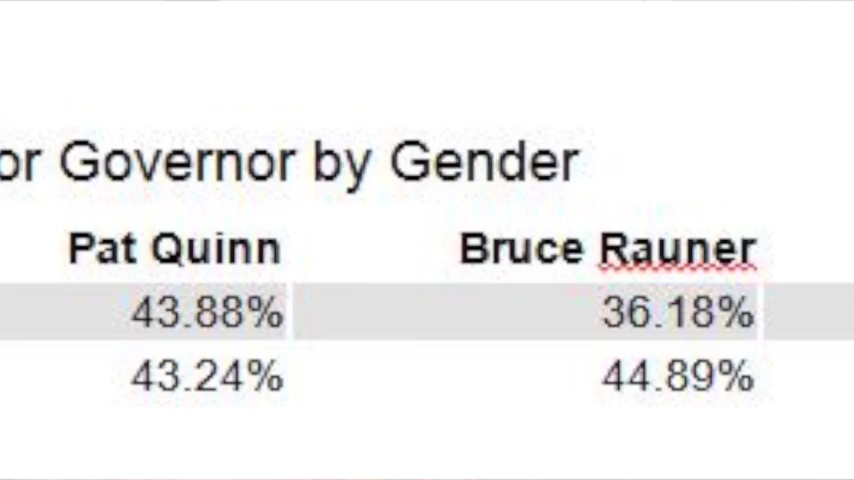 or Governor by Gender
Pat Quinn Bruce Rauner
43.88% 36.18%
43.24% 44.89%